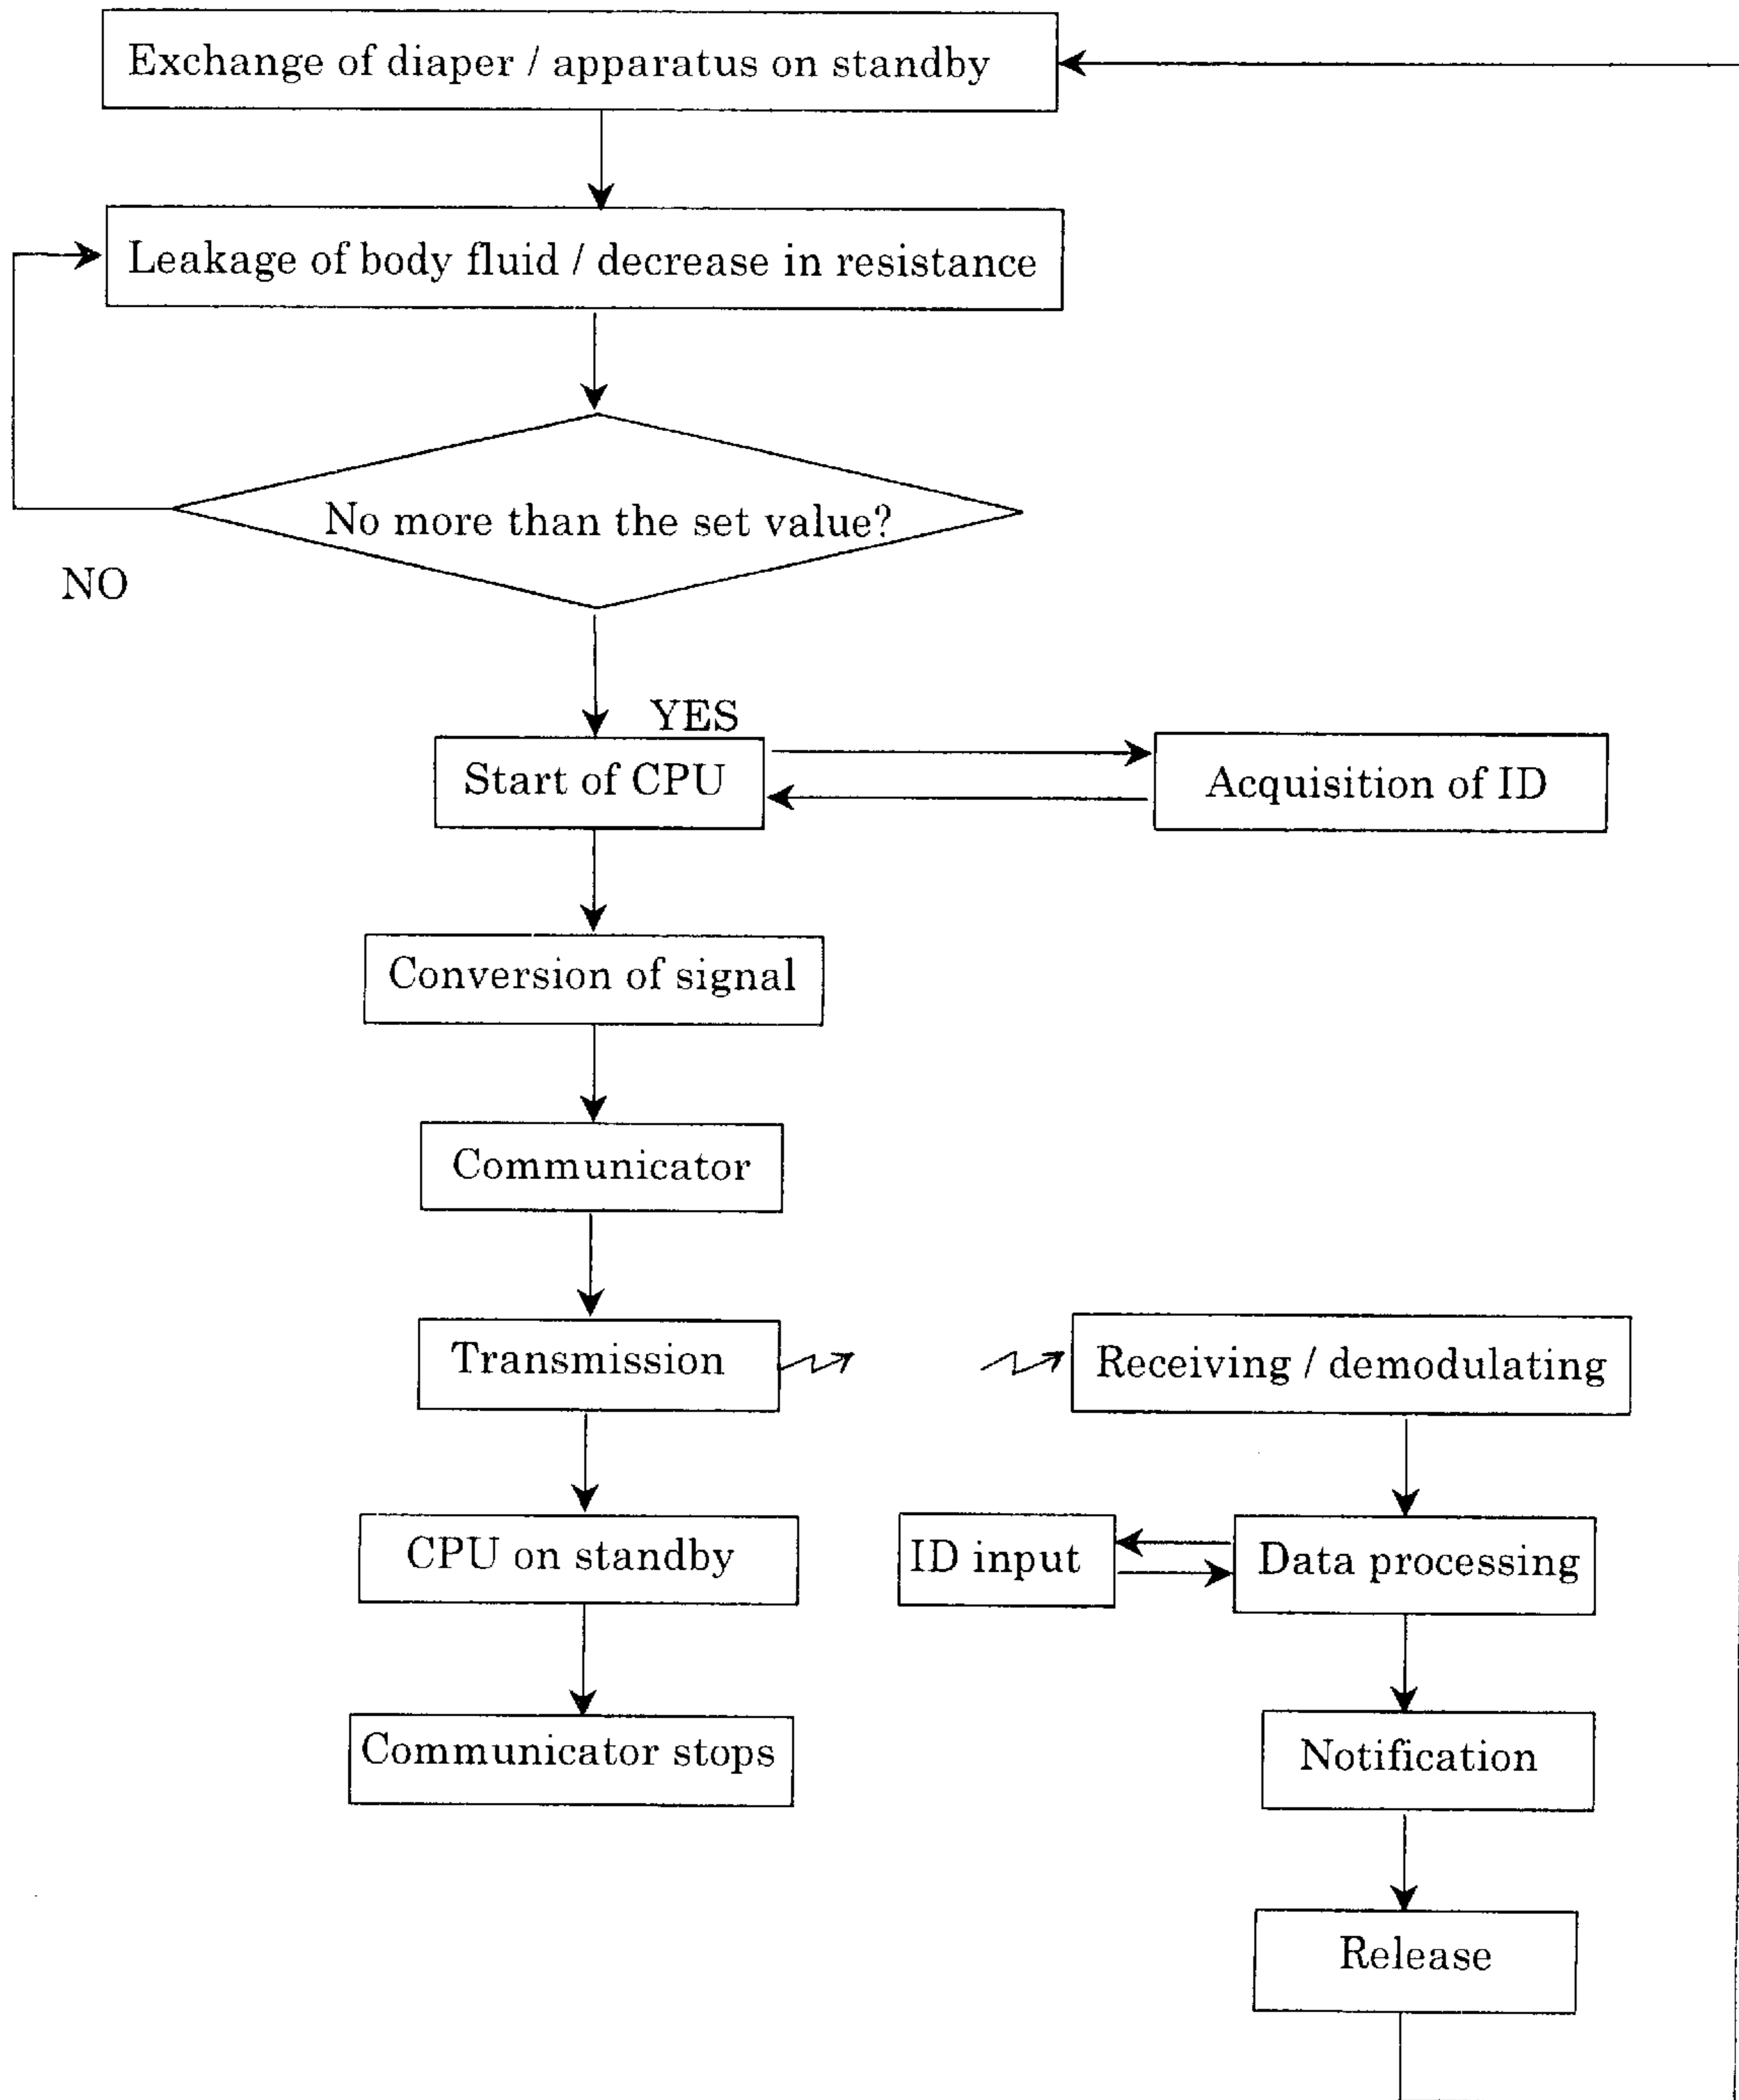 Exchange of diaper / apparatus on standby
Leakage of body fluid / decrease in resistance
No more than the set value?
NO
YES
Start of CPU
Acquisition of ID
Conversion of signal
Communicator
Transmission
Receiving / demodulating
CPU on standby
ID input
Data processing
Communicator stops
Notification
Release